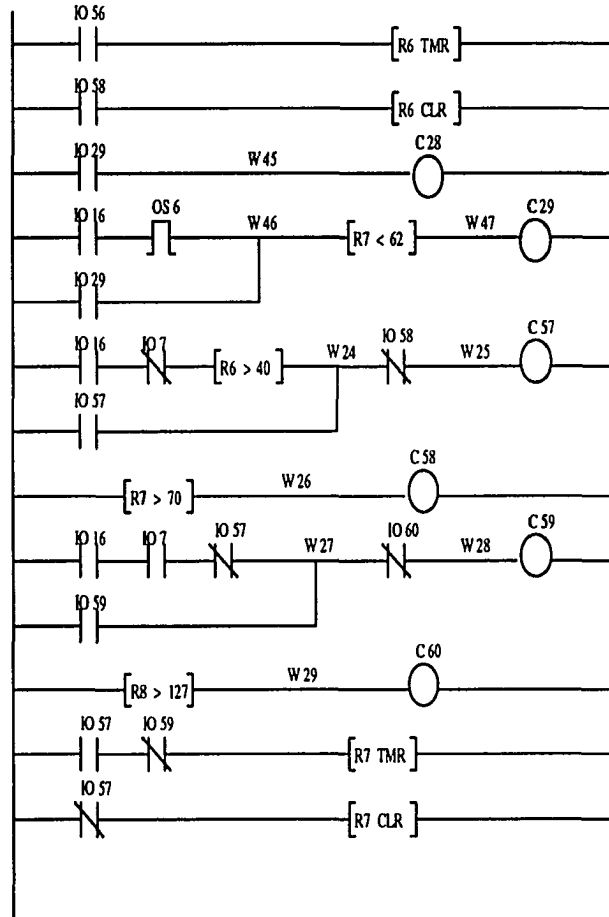 IO 56
[R6 TMR]
IO 58
[R6 CLR]
IO 29 W 45 C 28
IO 16 OS 6 W 46 [R7 < 62] W 47 C 29
IO 29
IO 16 IO 7 [R6 > 40] W 24 IO 58 W 25 C 57
IO 57
[R7 > 70] W 26 C 58
IO 16 IO 7 IO 57 W 27 IO 60 W 28 C 59
IO 59
[R8 > 127] W 29 C 60
IO 57 IO 59
[R7 TMR]
IO 57
[R7 CLR]